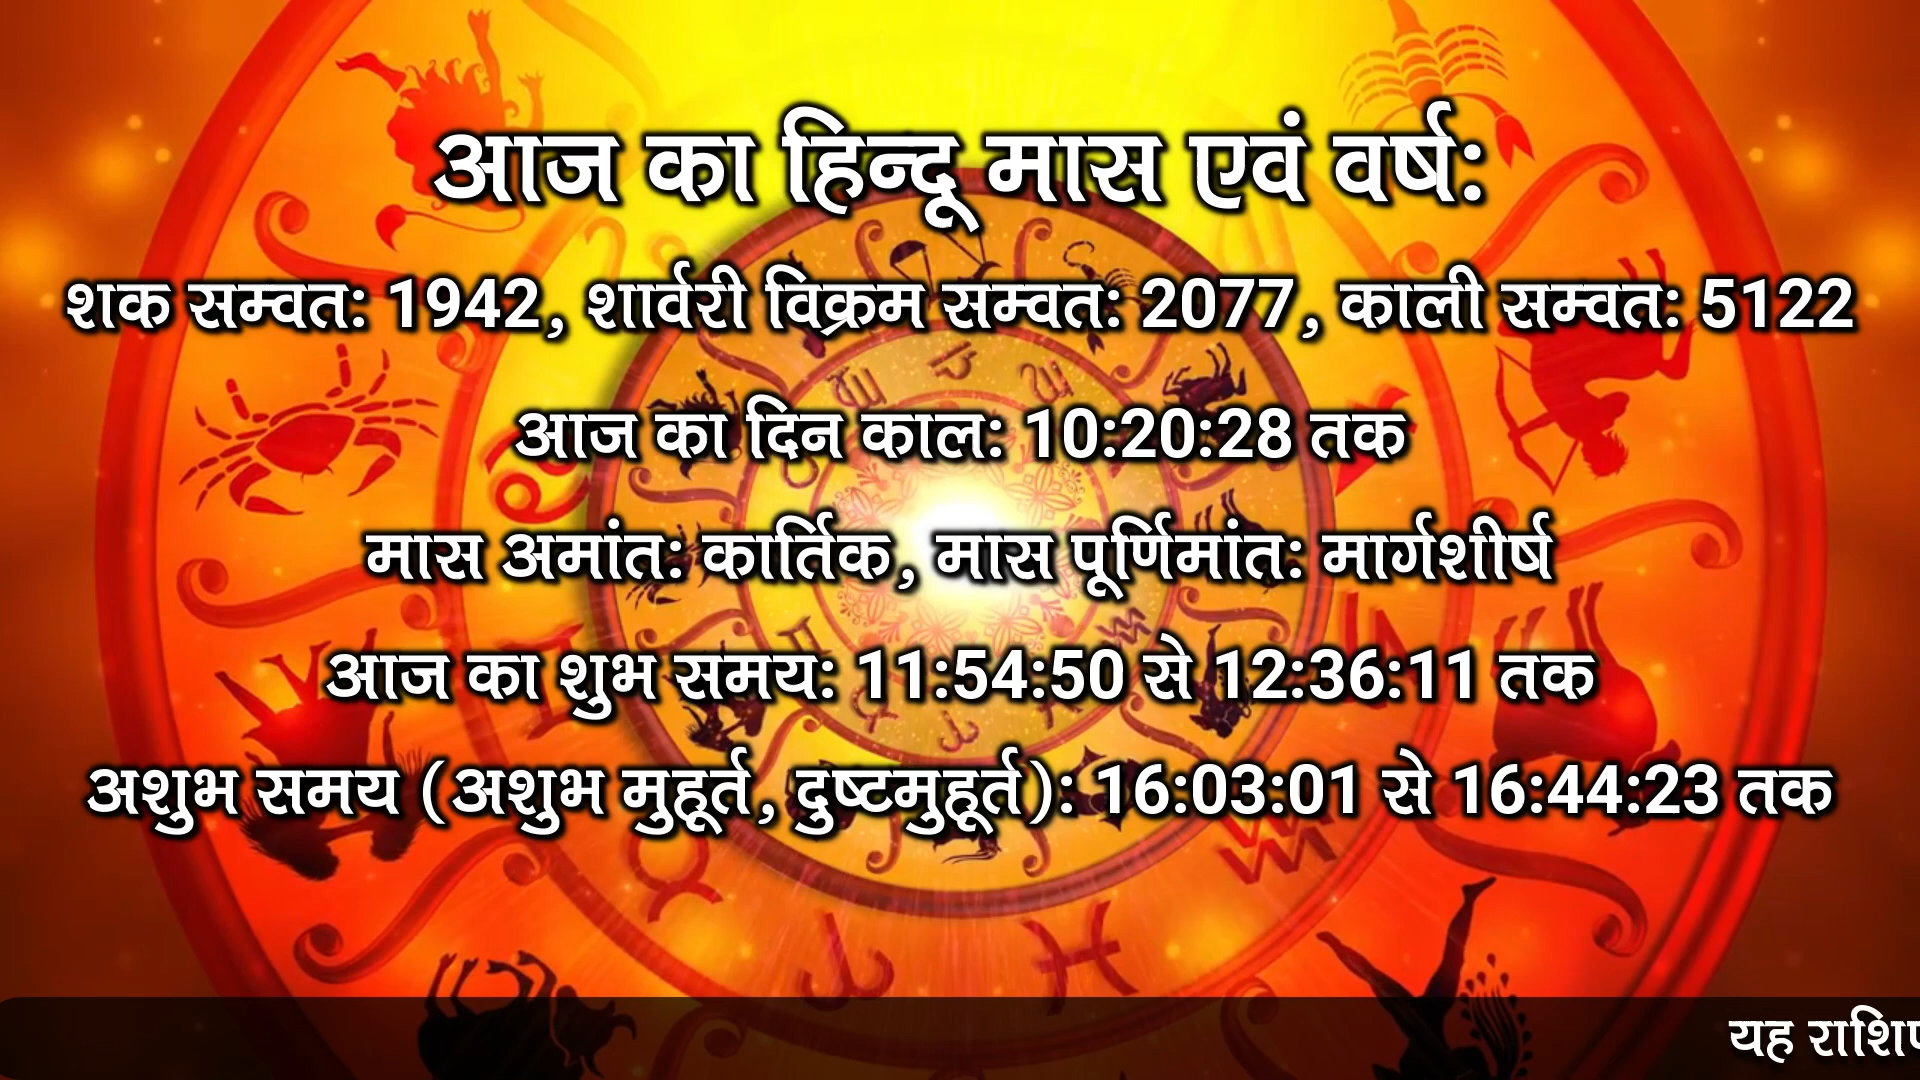 आज का हिन्दू मास एवं वर्ष:
शक सम्वत: 1942, शार्वरी विक्रम सम्वत: 2077, काली सम्वत: 5122
आज का दिन काल: 10:20:28 तक
मास अमांत: कार्तिक, मास पूर्णिमांत: मार्गशीर्ष
आज का शुभ समय: 11:54:50 से 12:36:11 तक
अशुभ समय (अशुभ मुहूर्त, दुष्टमुहूर्त): 16:03:01 से 16:44:23 तक
यह